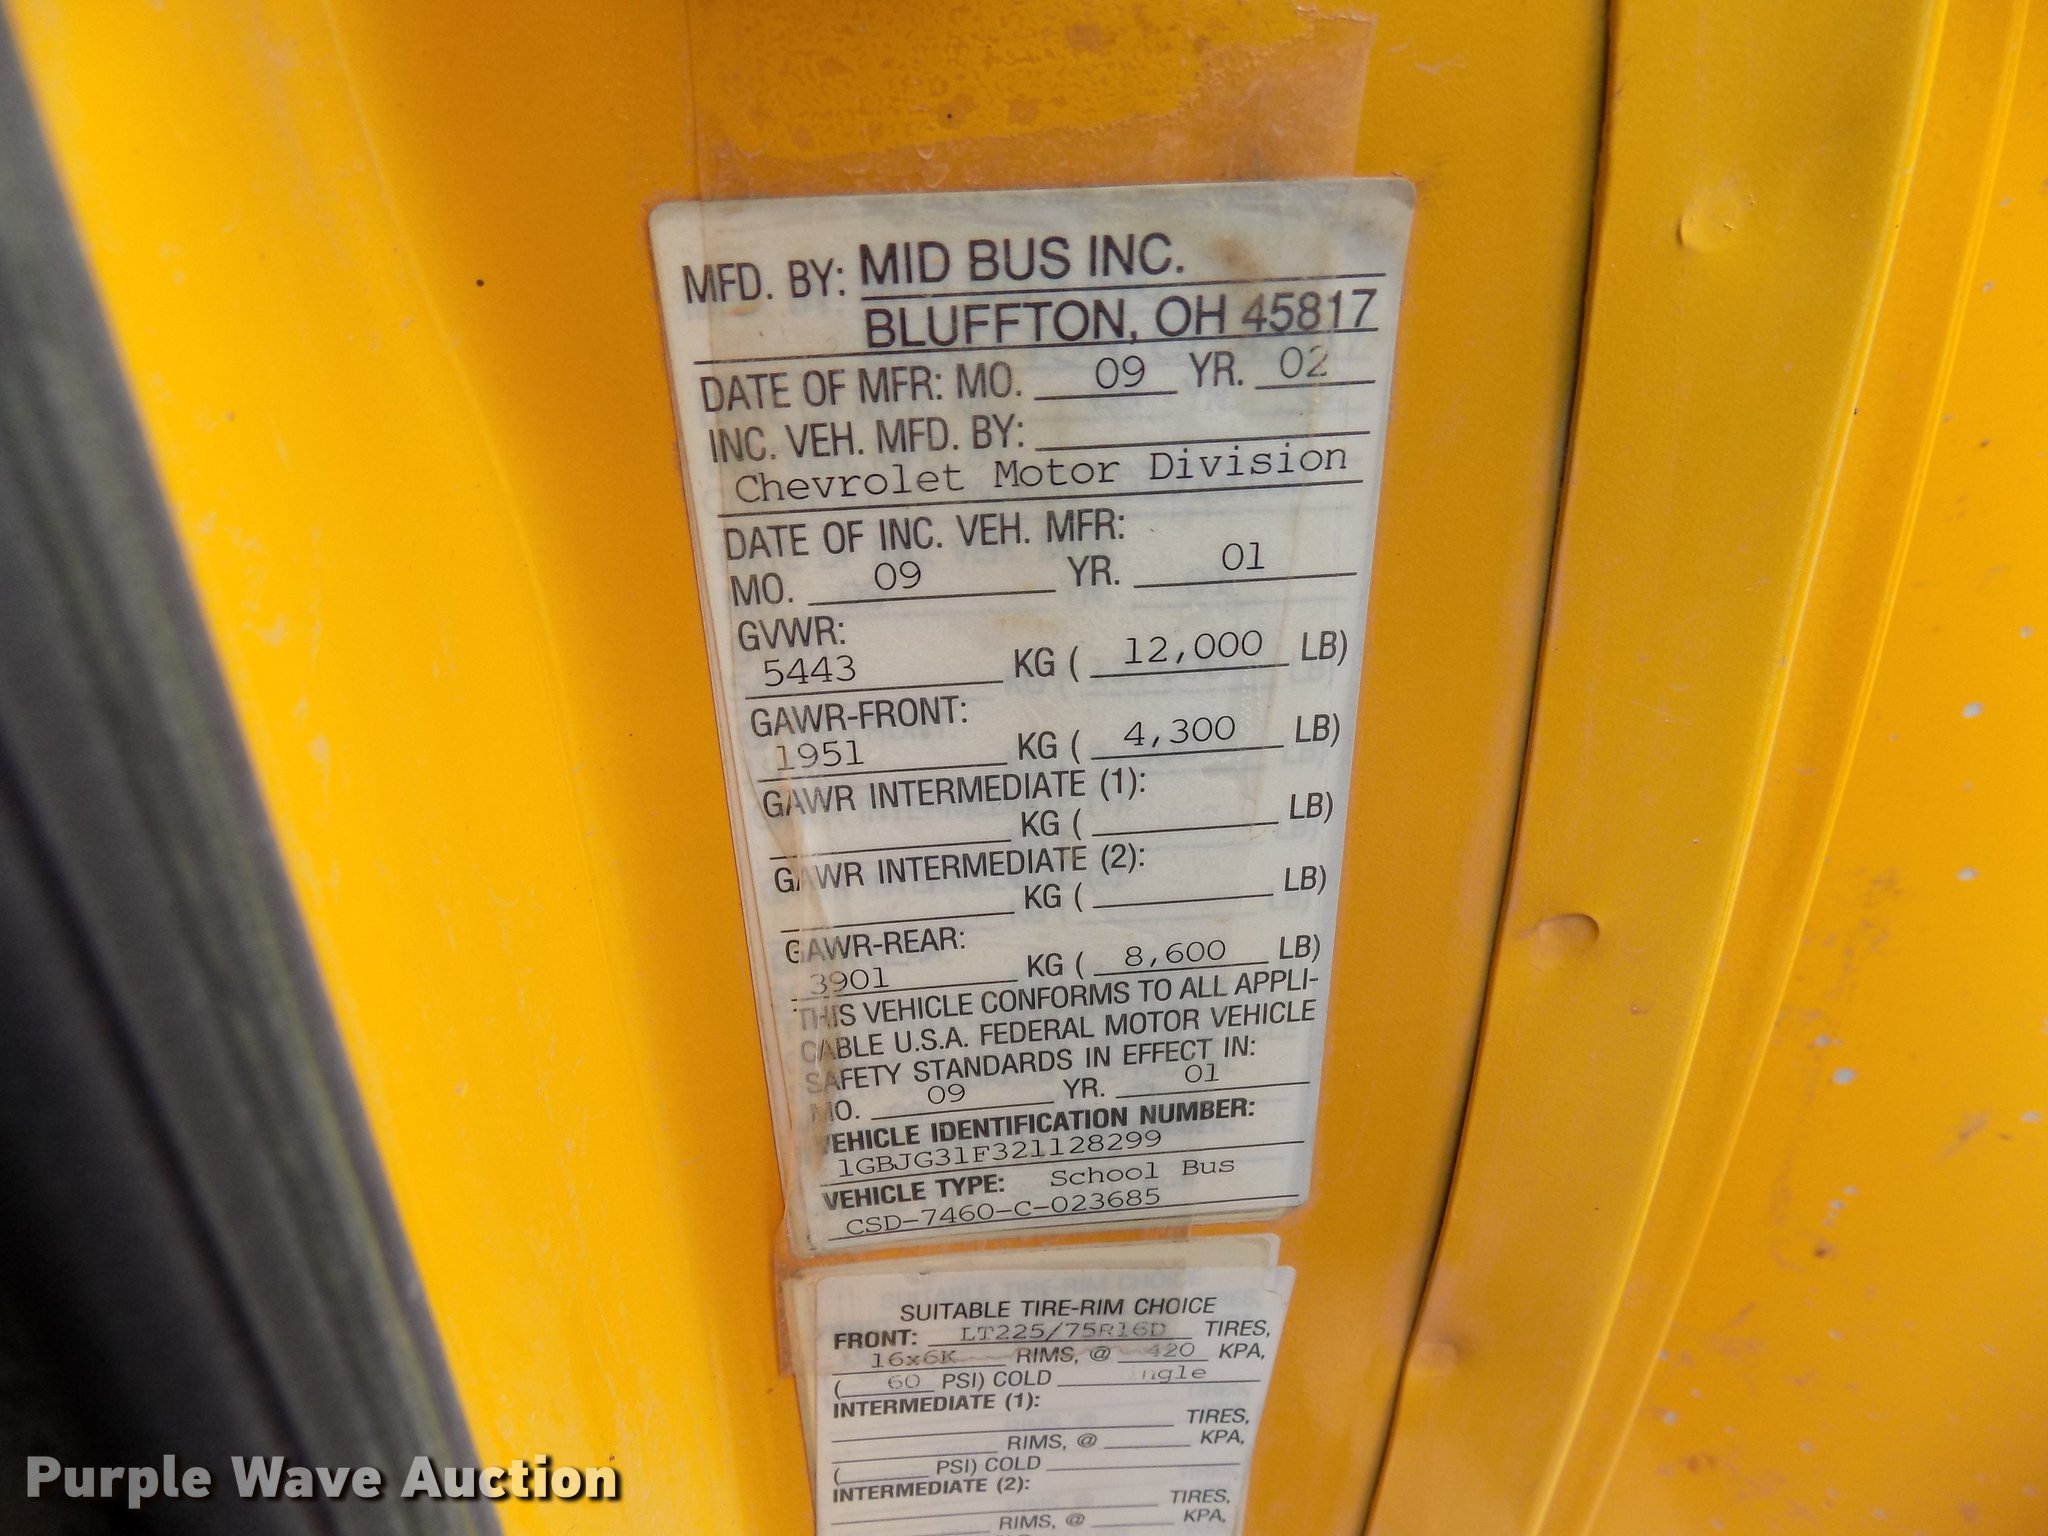 MFD. BY: MID BUS INC.
BLUFFTON, OH 45817
DATE OF MFR: MO. 09 YR. 02
INC. VEH. MFD. BY:
Chevrolet Motor Division
DATE OF INC. VEH. MFR:
MO. 09 YR. 01
GVWR:
5443 KG ( 12,000 LB)
GAWR-FRONT:
1951 KG ( 4,300 LB)
GAWR INTERMEDIATE (1):
KG ( LB)
GAWR INTERMEDIATE (2):
KG ( LB)
GAWR-REAR:
3901 KG ( 8,600 LB)
THIS VEHICLE CONFORMS TO ALL APPLI-
CABLE U.S.A. FEDERAL MOTOR VEHICLE
SAFETY STANDARDS IN EFFECT IN:
MO. 09 YR. 01
VEHICLE IDENTIFICATION NUMBER:
1GBJG31F321128299
VEHICLE TYPE: School Bus
CSD-7460-C-023685
SUITABLE TIRE-RIM CHOICE
FRONT: LT225/75R16D TIRES,
16x6K RIMS, @ 420 KPA,
( 60 PSI) COLD
INTERMEDIATE (1):
TIRES,
RIMS, @ KPA,
( PSI) COLD
INTERMEDIATE (2):
TIRES,
RIMS, @ KPA,
Purple Wave Auction